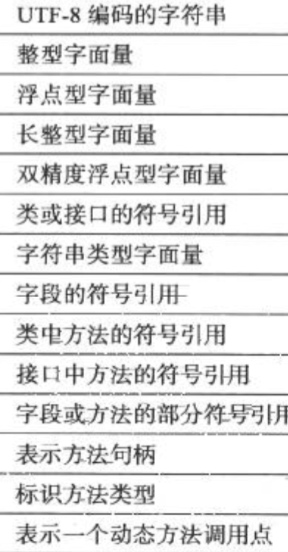 UTF-8 编码的字符串
整型字面量
浮点型字面量
长整型字面量
双精度浮点型字面量
类或接口的符号引用
字符串类型字面量
字段的符号引用
类中方法的符号引用
接口中方法的符号引用
字段或方法的部分符号引用
表示方法句柄
标识方法类型
表示一个动态方法调用点